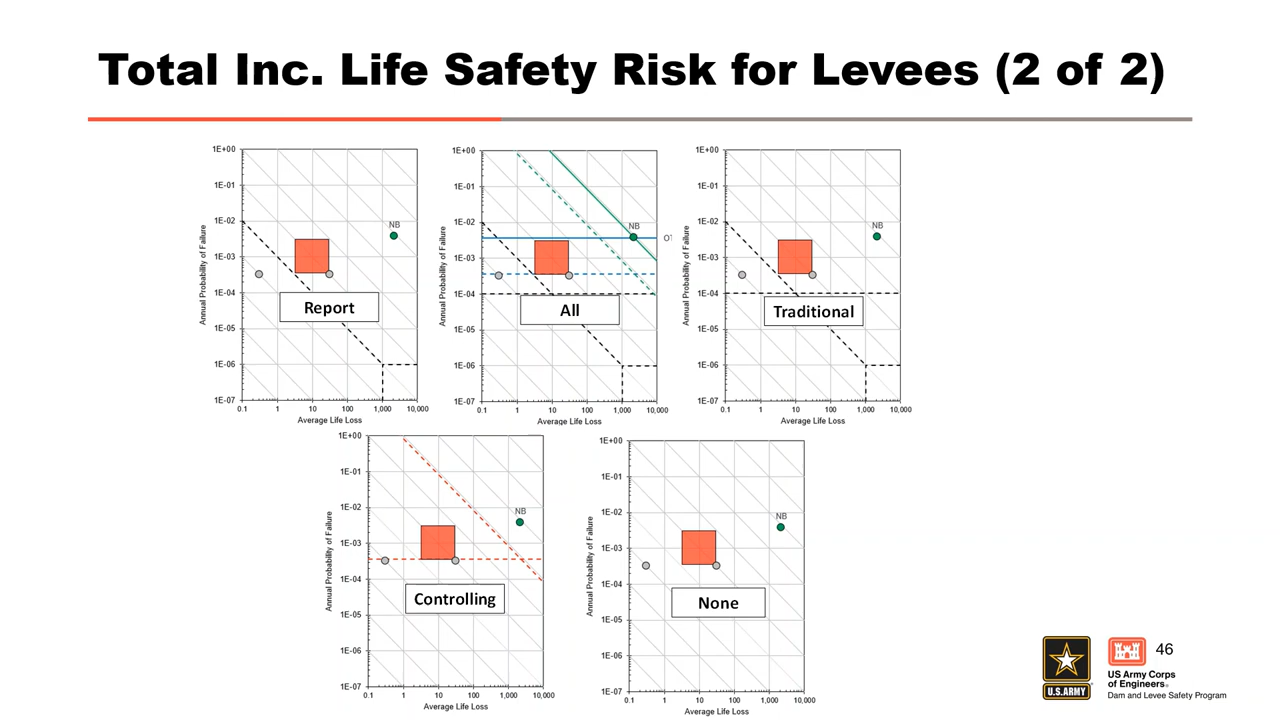 Total Inc. Life Safety Risk for Levees (2 of 2)
1E+00
1E-01
1E-02
1E-03
1E-04
1E-05
1E-06
1E-07
Annual Probability of Failure
NB
Report
0.1 1 10 100 1,000 10,000
Average Life Loss
1E+00
1E-01
1E-02
1E-03
1E-04
1E-05
1E-06
1E-07
Annual Probability of Failure
NB
All
0.1 1 10 100 1,000 10,000
Average Life Loss
1E+00
1E-01
1E-02
1E-03
1E-04
1E-05
1E-06
1E-07
Annual Probability of Failure
NB
Traditional
0.1 1 10 100 1,000 10,000
Average Life Loss
1E+00
1E-01
1E-02
1E-03
1E-04
1E-05
1E-06
1E-07
Annual Probability of Failure
NB
Controlling
0.1 1 10 100 1,000 10,000
Average Life Loss
1E+00
1E-01
1E-02
1E-03
1E-04
1E-05
1E-06
1E-07
Annual Probability of Failure
NB
None
0.1 1 10 100 1,000 10,000
Average Life Loss
U.S.ARMY
46
US Army Corps
of Engineers®
Dam and Levee Safety Program